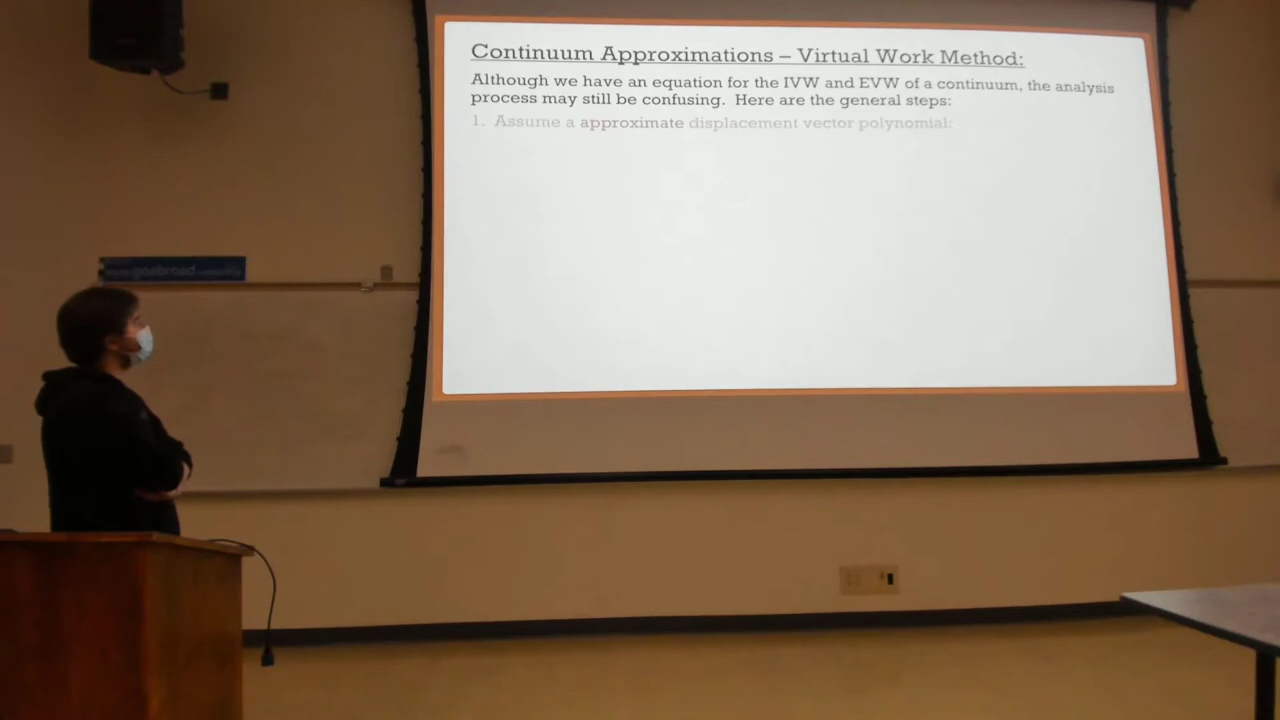 Continuum Approximations – Virtual Work Method:
Although we have an equation for the IVW and EVW of a continuum, the analysis
process may still be confusing.  Here are the general steps:
1.  Assume a approximate displacement vector polynomial:
goabroad